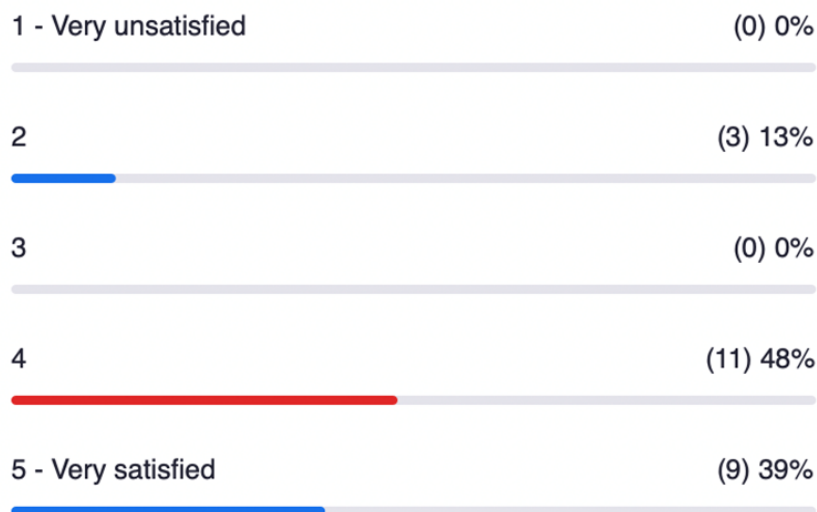 1 - Very unsatisfied (0) 0%
2 (3) 13%
3 (0) 0%
4 (11) 48%
5 - Very satisfied (9) 39%